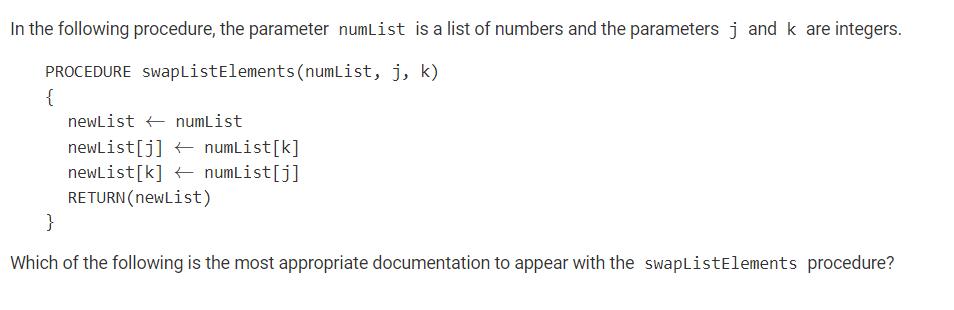 In the following procedure, the parameter numList is a list of numbers and the parameters j and k are integers.
PROCEDURE swapListElements(numList, j, k)
{
newList ← numList
newList[j] ← numList[k]
newList[k] ← numList[j]
RETURN(newList)
}
Which of the following is the most appropriate documentation to appear with the swapListElements procedure?